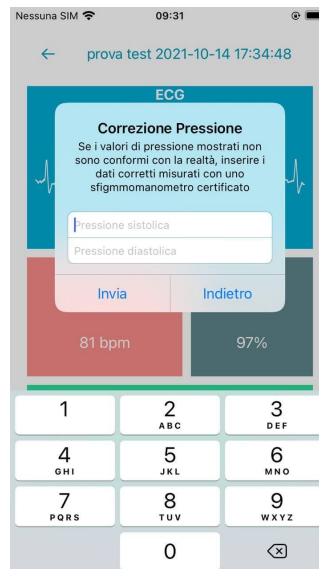 Nessuna SIM 09:31
← prova test 2021-10-14 17:34:48
ECG
Correzione Pressione
Se i valori di pressione mostrati non
sono conformi con la realtà, inserire i
dati corretti misurati con uno
sfigmmomanometro certificato
Pressione sistolica
Pressione diastolica
Invia Indietro
81 bpm 97%
1 2 3
ABC DEF
4 5 6
GHI JKL MNO
7 8 9
PQRS TUV WXYZ
0